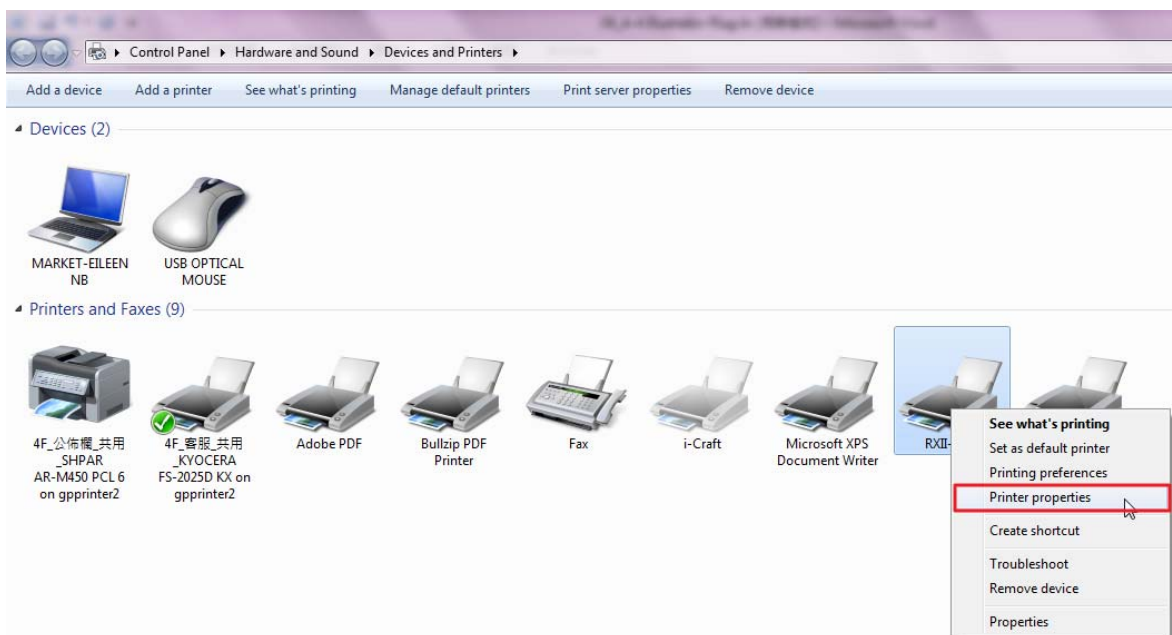 Control Panel ▸ Hardware and Sound ▸ Devices and Printers ▸
Add a device Add a printer See what's printing Manage default printers Print server properties Remove device
Devices (2)
MARKET-EILEEN
NB
USB OPTICAL
MOUSE
Printers and Faxes (9)
4F_公佈欄_共用
_SHPAR
AR-M450 PCL 6
on gpprinter2
4F_客服_共用
_KYOCERA
FS-2025D KX on
gpprinter2
Adobe PDF
Bullzip PDF
Printer
Fax
i-Craft
Microsoft XPS
Document Writer
RXII-
See what's printing
Set as default printer
Printing preferences
Printer properties
Create shortcut
Troubleshoot
Remove device
Properties